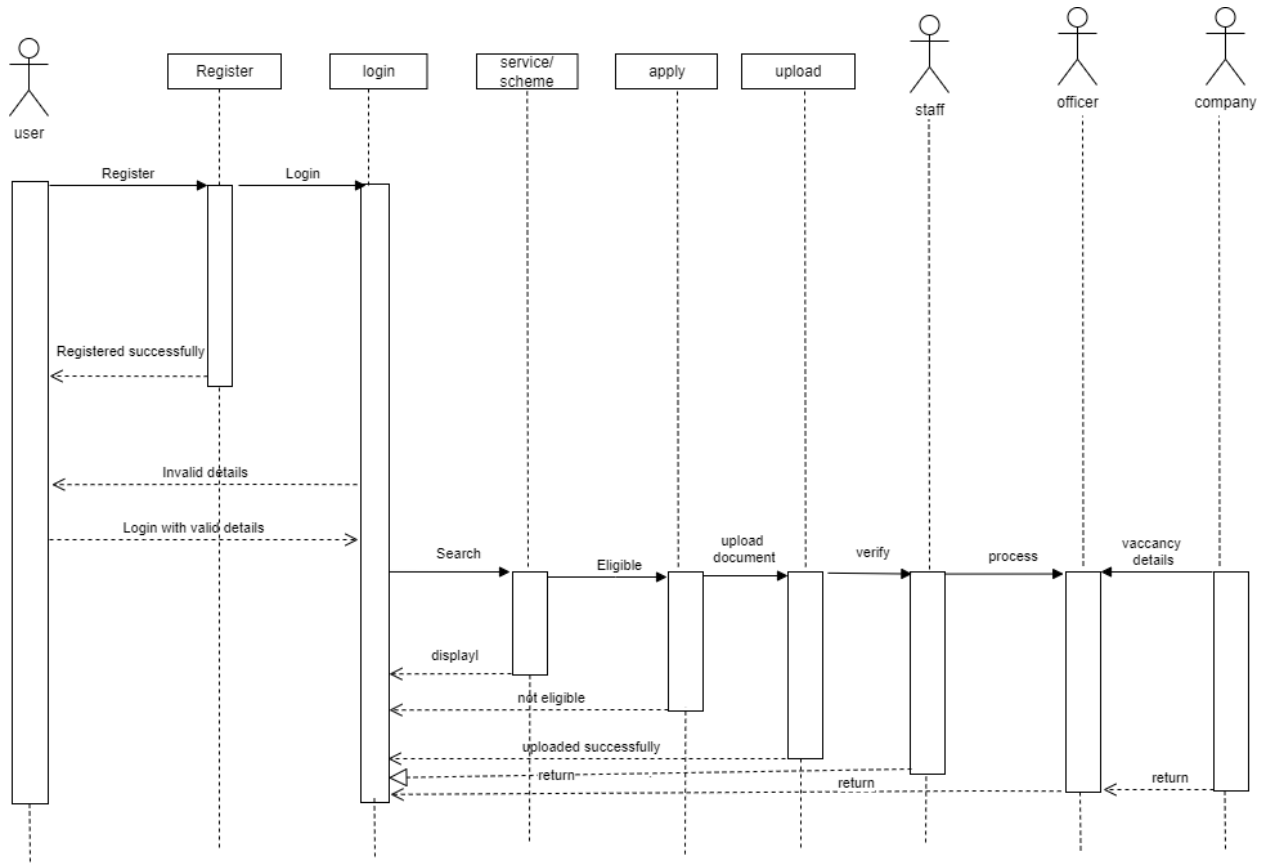 user
Register
login
service/
scheme
apply
upload
staff
officer
company
Register
Login
Registered successfully
Invalid details
Login with valid details
Search
Eligible
upload
document
verify
process
vaccancy
details
displayl
not eligible
uploaded successfully
return
return
return